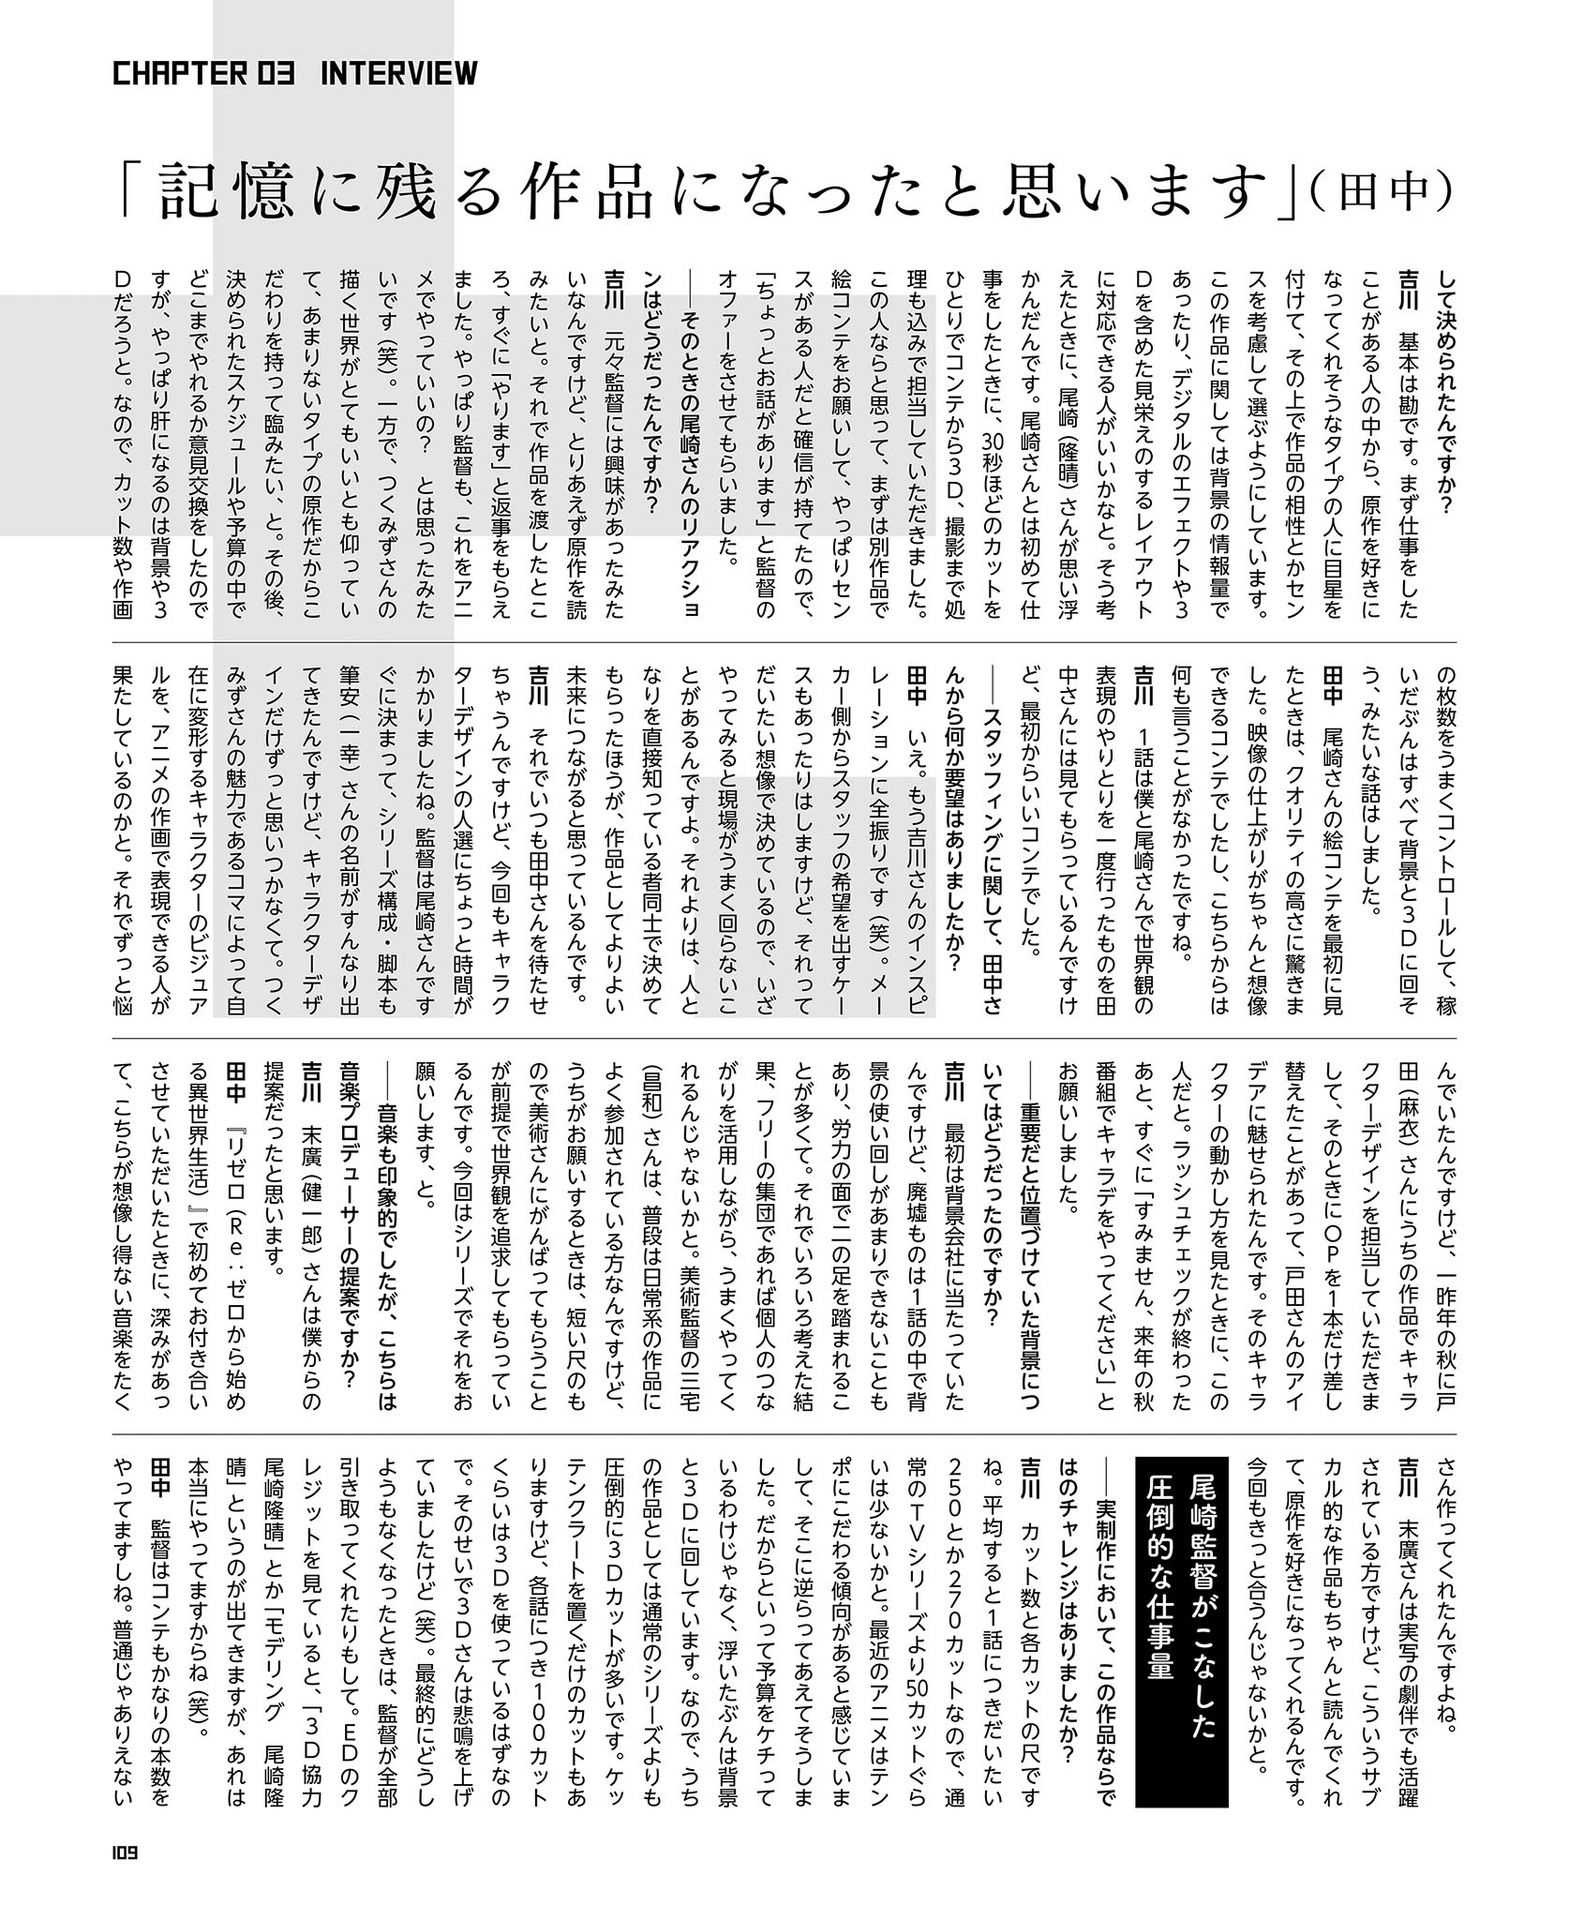 CHAPTER 03 INTERVIEW
「記憶に残る作品になったと思います」（田中）
して決められたんですか？
吉川　基本は勘です。まず仕事をした
ことがある人の中から、原作を好きに
なってくれそうなタイプの人に目星を
付けて、その上で作品の相性とかセン
スを考慮して選ぶようにしています。
この作品に関しては背景の情報量で
あったり、デジタルのエフェクトや３
Ｄを含めた見栄えのするレイアウト
に対応できる人がいいかなと。そう考
えたときに、尾崎（隆晴）さんが思い浮
かんだんです。尾崎さんとは初めて仕
事をしたときに、30秒ほどのカットを
ひとりでコンテから３Ｄ、撮影まで処
理も込みで担当していただきました。
この人ならと思って、まずは別作品で
絵コンテをお願いして、やっぱりセン
スがある人だと確信が持てたので、
「ちょっとお話があります」と監督の
オファーをさせてもらいました。
――そのときの尾崎さんのリアクショ
ンはどうだったんですか？
吉川　元々監督には興味があったみた
いなんですけど、とりあえず原作を読
みたいと。それで作品を渡したとこ
ろ、すぐに「やります」と返事をもらえ
ました。やっぱり監督も、これをアニ
メでやっていいの？　とは思ったみた
いです（笑）。一方で、つくみずさんの
描く世界がとてもいいとも仰ってい
て、あまりないタイプの原作だからこ
だわりを持って臨みたい、と。その後、
決められたスケジュールや予算の中で
どこまでやれるか意見交換をしたので
すが、やっぱり肝になるのは背景や３
Ｄだろうと。なので、カット数や作画
の枚数をうまくコントロールして、稼
いだぶんはすべて背景と３Ｄに回そ
う、みたいな話はしました。
田中　尾崎さんの絵コンテを最初に見
たときは、クオリティの高さに驚きま
した。映像の仕上がりがちゃんと想像
できるコンテでしたし、こちらからは
何も言うことがなかったですね。
吉川　１話は僕と尾崎さんで世界観の
表現のやりとりを一度行ったものを田
中さんには見てもらっているんですけ
ど、最初からいいコンテでした。
――スタッフィングに関して、田中さ
んから何か要望はありましたか？
田中　いえ。もう吉川さんのインスピ
レーションに全振りです（笑）。メー
カー側からスタッフの希望を出すケー
スもあったりはしますけど、それって
だいたい想像で決めているので、いざ
やってみると現場がうまく回らないこ
とがあるんですよ。それよりは、人と
なりを直接知っている者同士で決めて
もらったほうが、作品としてよりよい
未来につながると思っているんです。
吉川　それでいつも田中さんを待たせ
ちゃうんですけど、今回もキャラク
ターデザインの人選にちょっと時間が
かかりましたね。監督は尾崎さんです
ぐに決まって、シリーズ構成・脚本も
筆安（一幸）さんの名前がすんなり出
てきたんですけど、キャラクターデザ
インだけずっと思いつかなくて。つく
みずさんの魅力であるコマによって自
在に変形するキャラクターのビジュア
ルを、アニメの作画で表現できる人が
果たしているのかと。それでずっと悩
んでいたんですけど、一昨年の秋に戸
田（麻衣）さんにうちの作品でキャラ
クターデザインを担当していただきま
して、そのときにＯＰを１本だけ差し
替えたことがあって、戸田さんのアイ
デアに魅せられたんです。そのキャラ
クターの動かし方を見たときに、この
人だと。ラッシュチェックが終わった
あと、すぐに「すみません、来年の秋
番組でキャラデをやってください」と
お願いしました。
――重要だと位置づけていた背景につ
いてはどうだったのですか？
吉川　最初は背景会社に当たっていた
んですけど、廃墟ものは１話の中で背
景の使い回しがあまりできないことも
あり、労力の面で二の足を踏まれるこ
とが多くて。それでいろいろ考えた結
果、フリーの集団であれば個人のつな
がりを活用しながら、うまくやってく
れるんじゃないかと。美術監督の三宅
（昌和）さんは、普段は日常系の作品に
よく参加されている方なんですけど、
うちがお願いするときは、短い尺のも
ので美術さんにがんばってもらうこと
が前提で世界観を追求してもらってい
るんです。今回はシリーズでそれをお
願いします、と。
――音楽も印象的でしたが、こちらは
音楽プロデューサーの提案ですか？
吉川　末廣（健一郎）さんは僕からの
提案だったと思います。
田中　『リゼロ（Ｒｅ：ゼロから始め
る異世界生活）』で初めてお付き合い
させていただいたときに、深みがあっ
て、こちらが想像し得ない音楽をたく
さん作ってくれたんですよね。
吉川　末廣さんは実写の劇伴でも活躍
されている方ですけど、こういうサブ
カル的な作品もちゃんと読んでくれ
て、原作を好きになってくれるんです。
今回もきっと合うんじゃないかと。
尾崎監督がこなした
圧倒的な仕事量
――実制作において、この作品ならで
はのチャレンジはありましたか？
吉川　カット数と各カットの尺です
ね。平均すると１話につきだいたい
２５０とか２７０カットなので、通
常のＴＶシリーズより50カットぐら
いは少ないかと。最近のアニメはテン
ポにこだわる傾向があると感じていま
して、そこに逆らってあえてそうしま
した。だからといって予算をケチって
いるわけじゃなく、浮いたぶんは背景
と３Ｄに回しています。なので、うち
の作品としては通常のシリーズよりも
圧倒的に３Ｄカットが多いです。ケッ
テンクラートを置くだけのカットもあ
りますけど、各話につき１００カット
くらいは３Ｄを使っているはずなの
で。そのせいで３Ｄさんは悲鳴を上げ
ていましたけど（笑）。最終的にどうし
ようもなくなったときは、監督が全部
引き取ってくれたりもして。ＥＤのク
レジットを見ていると、「３Ｄ協力
尾崎隆晴」とか「モデリング　尾崎隆
晴」というのが出てきますが、あれは
本当にやってますからね（笑）。
田中　監督はコンテもかなりの本数を
やってますしね。普通じゃありえない
109